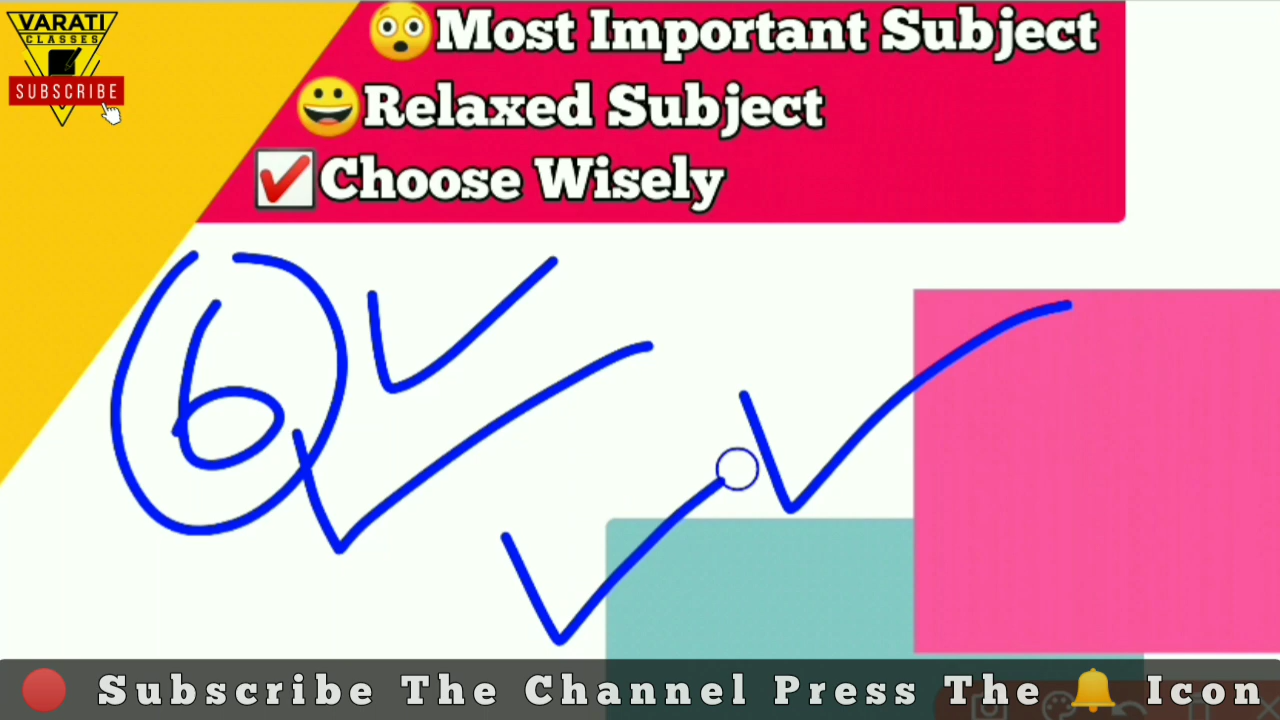 VARATI
CLASSES
SUBSCRIBE
😲Most Important Subject
😀Relaxed Subject
☑Choose Wisely
6
🔴 Subscribe The Channel Press The 🔔 Icon